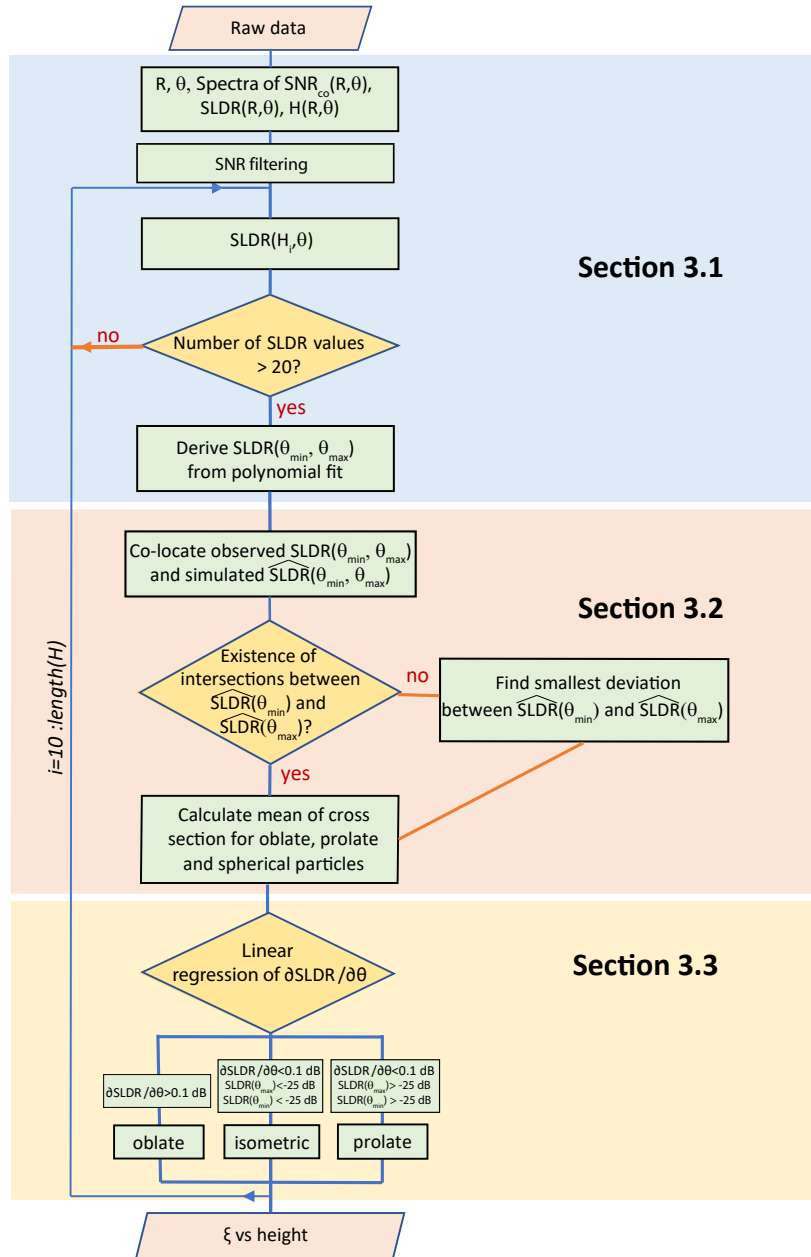 Raw data
R, θ, Spectra of SNR_co(R,θ),
SLDR(R,θ), H(R,θ)
SNR filtering
SLDR(H_i,θ)
Section 3.1
no
Number of SLDR values
> 20?
yes
Derive SLDR(θ_min, θ_max)
from polynomial fit
Co-locate observed SLDR(θ_min, θ_max)
and simulated \widehat{SLDR}(θ_min, θ_max)
Section 3.2
Existence of
intersections between
\widehat{SLDR}(θ_min) and
\widehat{SLDR}(θ_max)?
no
Find smallest deviation
between \widehat{SLDR}(θ_min) and \widehat{SLDR}(θ_max)
yes
i=10 :length(H)
Calculate mean of cross
section for oblate, prolate
and spherical particles
Linear
regression of ∂SLDR/∂θ
Section 3.3
∂SLDR/∂θ>0.1 dB
∂SLDR/∂θ<0.1 dB
SLDR(θ_max)<-25 dB
SLDR(θ_min) < -25 dB
∂SLDR/∂θ<0.1 dB
SLDR(θ_max)> -25 dB
SLDR(θ_min) > -25 dB
oblate
isometric
prolate
ξ vs height